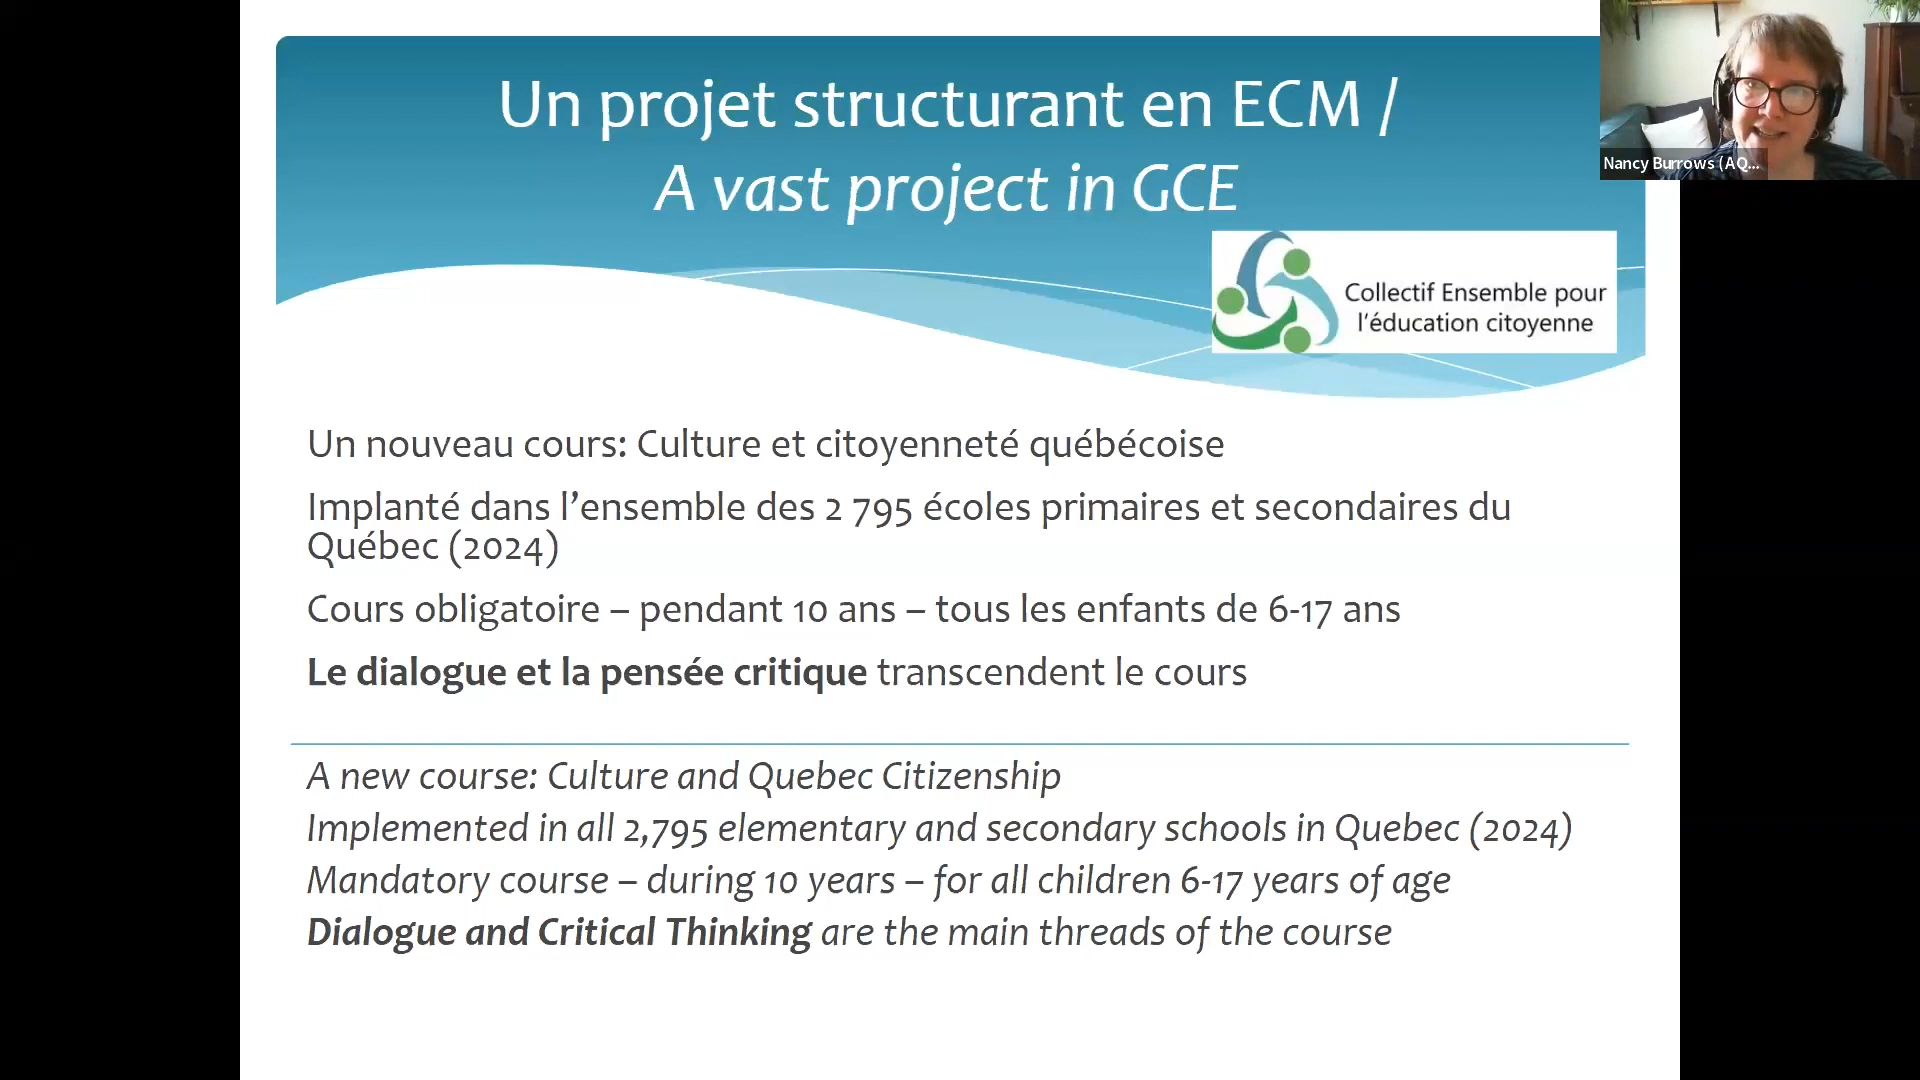 Un projet structurant en ECM /
A vast project in GCE
Nancy Burrows (AQ...
Collectif Ensemble pour
l'éducation citoyenne
Un nouveau cours: Culture et citoyenneté québécoise
Implanté dans l'ensemble des 2 795 écoles primaires et secondaires du
Québec (2024)
Cours obligatoire – pendant 10 ans – tous les enfants de 6-17 ans
Le dialogue et la pensée critique transcendent le cours
A new course: Culture and Quebec Citizenship
Implemented in all 2,795 elementary and secondary schools in Quebec (2024)
Mandatory course – during 10 years – for all children 6-17 years of age
Dialogue and Critical Thinking are the main threads of the course